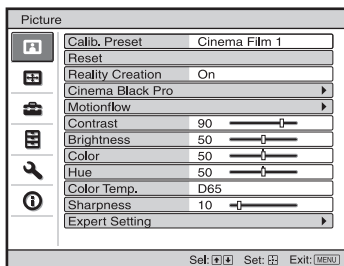 Picture
Calib. Preset Cinema Film 1
Reset
Reality Creation On
Cinema Black Pro
Motionflow
Contrast 90
Brightness 50
Color 50
Hue 50
Color Temp. D65
Sharpness 10
Expert Setting
Sel: Set: Exit: MENU